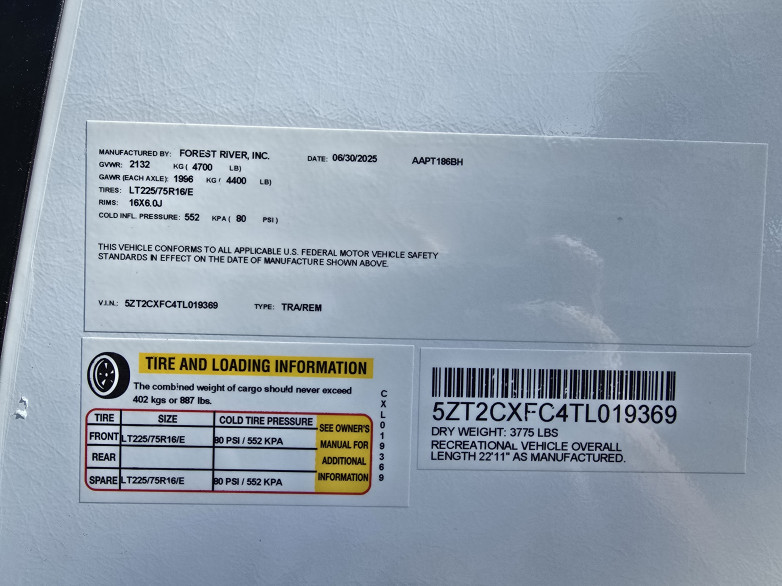 MANUFACTURED BY: FOREST RIVER, INC. DATE: 06/30/2025 AAPT186BH
GVWR: 2132 KG ( 4700 LB)
GAWR (EACH AXLE): 1996 KG / 4400 LB)
TIRES: LT225/75R16/E
RIMS: 16X6.0J
COLD INFL. PRESSURE: 552 KPA ( 80 PSI )
THIS VEHICLE CONFORMS TO ALL APPLICABLE U.S. FEDERAL MOTOR VEHICLE SAFETY
STANDARDS IN EFFECT ON THE DATE OF MANUFACTURE SHOWN ABOVE.
V.I.N.: 5ZT2CXFC4TL019369 TYPE: TRA/REM
TIRE AND LOADING INFORMATION
The combined weight of cargo should never exceed
402 kgs or 887 lbs.
TIRE SIZE COLD TIRE PRESSURE
FRONT LT225/75R16/E 80 PSI / 552 KPA
REAR
SPARE LT225/75R16/E 80 PSI / 552 KPA
SEE OWNER'S
MANUAL FOR
ADDITIONAL
INFORMATION
CXL019369
5ZT2CXFC4TL019369
DRY WEIGHT: 3775 LBS
RECREATIONAL VEHICLE OVERALL
LENGTH 22'11" AS MANUFACTURED.